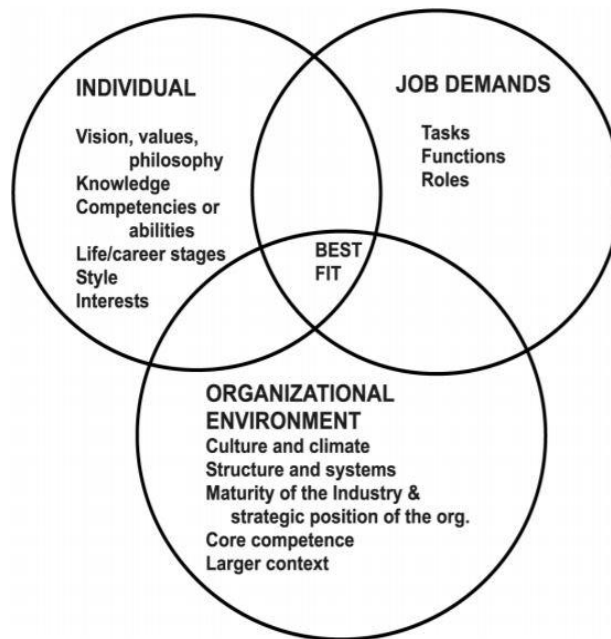 INDIVIDUAL
Vision, values,
philosophy
Knowledge
Competencies or
abilities
Life/career stages
Style
Interests
JOB DEMANDS
Tasks
Functions
Roles
BEST
FIT
ORGANIZATIONAL
ENVIRONMENT
Culture and climate
Structure and systems
Maturity of the Industry &
strategic position of the org.
Core competence
Larger context